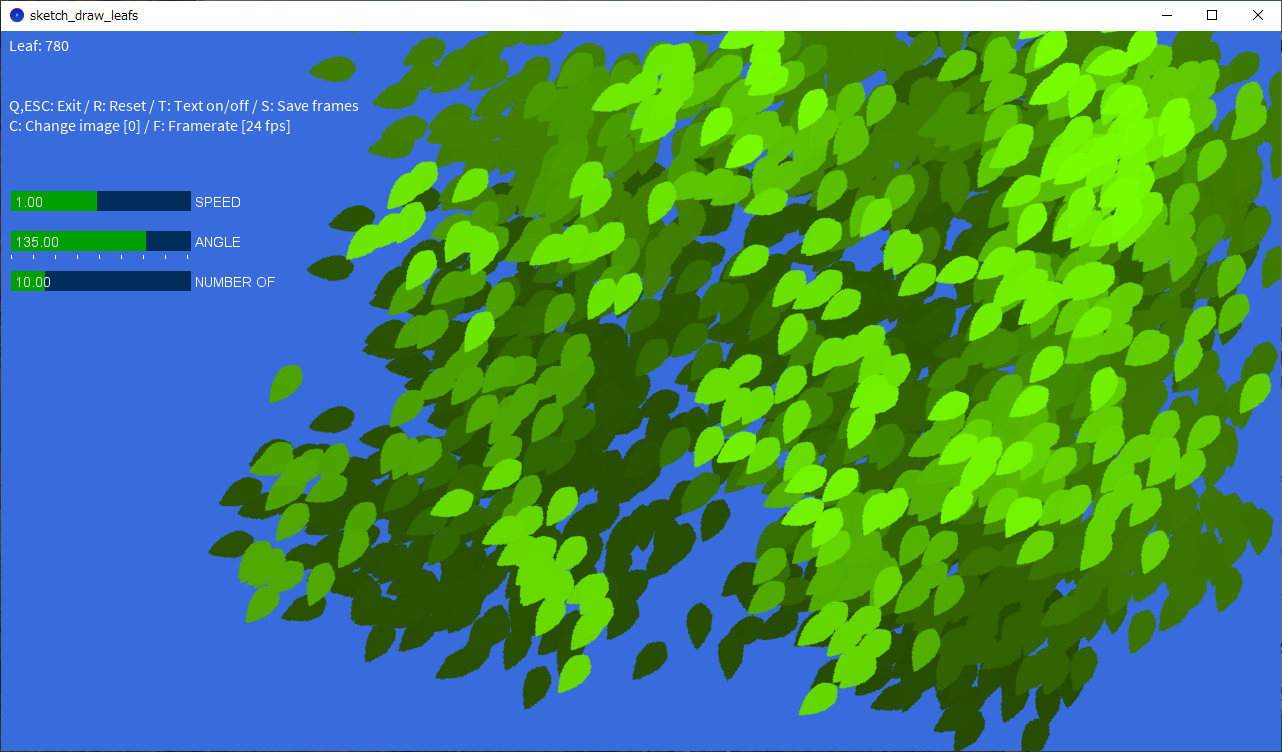 sketch_draw_leafs
Leaf: 780
Q,ESC: Exit / R: Reset / T: Text on/off / S: Save frames
C: Change image [0] / F: Framerate [24 fps]
1.00 SPEED
135.00 ANGLE
10.00 NUMBER OF